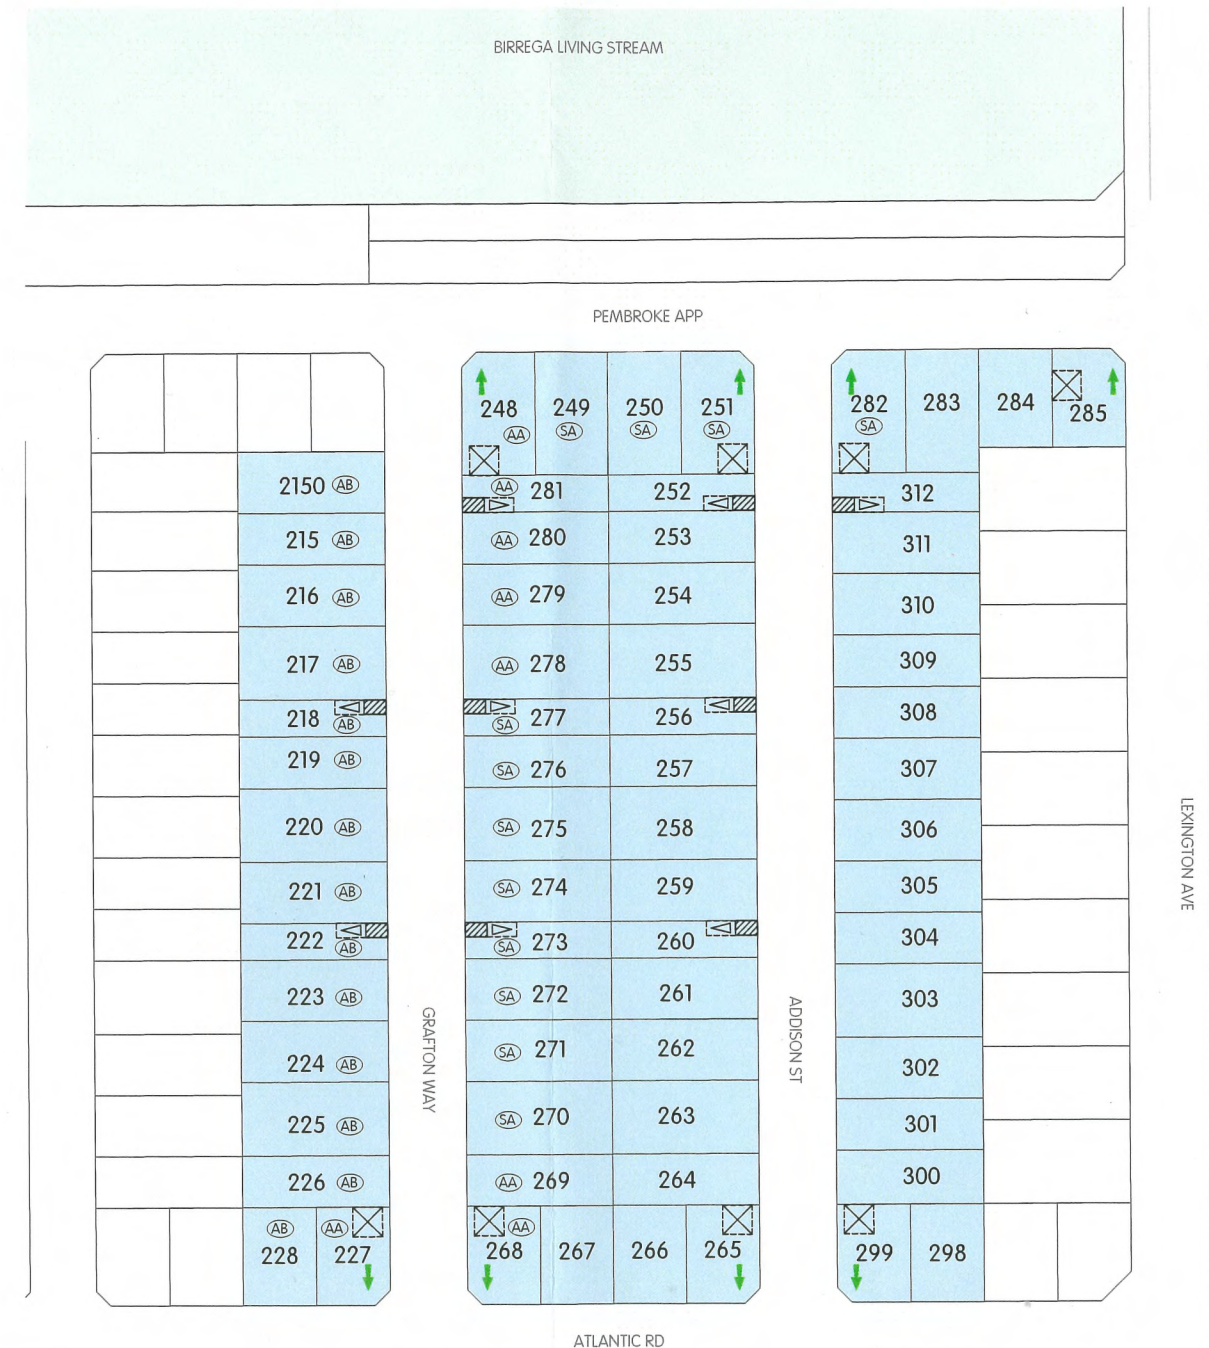 BIRREGA LIVING STREAM
PEMBROKE APP
2150 AB
215 AB
216 AB
217 AB
218 AB
219 AB
220 AB
221 AB
222 AB
223 AB
224 AB
225 AB
226 AB
AB 228
AA 227
GRAFTON WAY
248 AA
249 SA
250 SA
251 SA
AA 281
252
AA 280
253
AA 279
254
AA 278
255
SA 277
256
SA 276
257
SA 275
258
SA 274
259
SA 273
260
SA 272
261
SA 271
262
SA 270
263
AA 269
264
AA 268
267
266
265
ADDISON ST
282 SA
283
284
285
312
311
310
309
308
307
306
305
304
303
302
301
300
299
298
LEXINGTON AVE
ATLANTIC RD